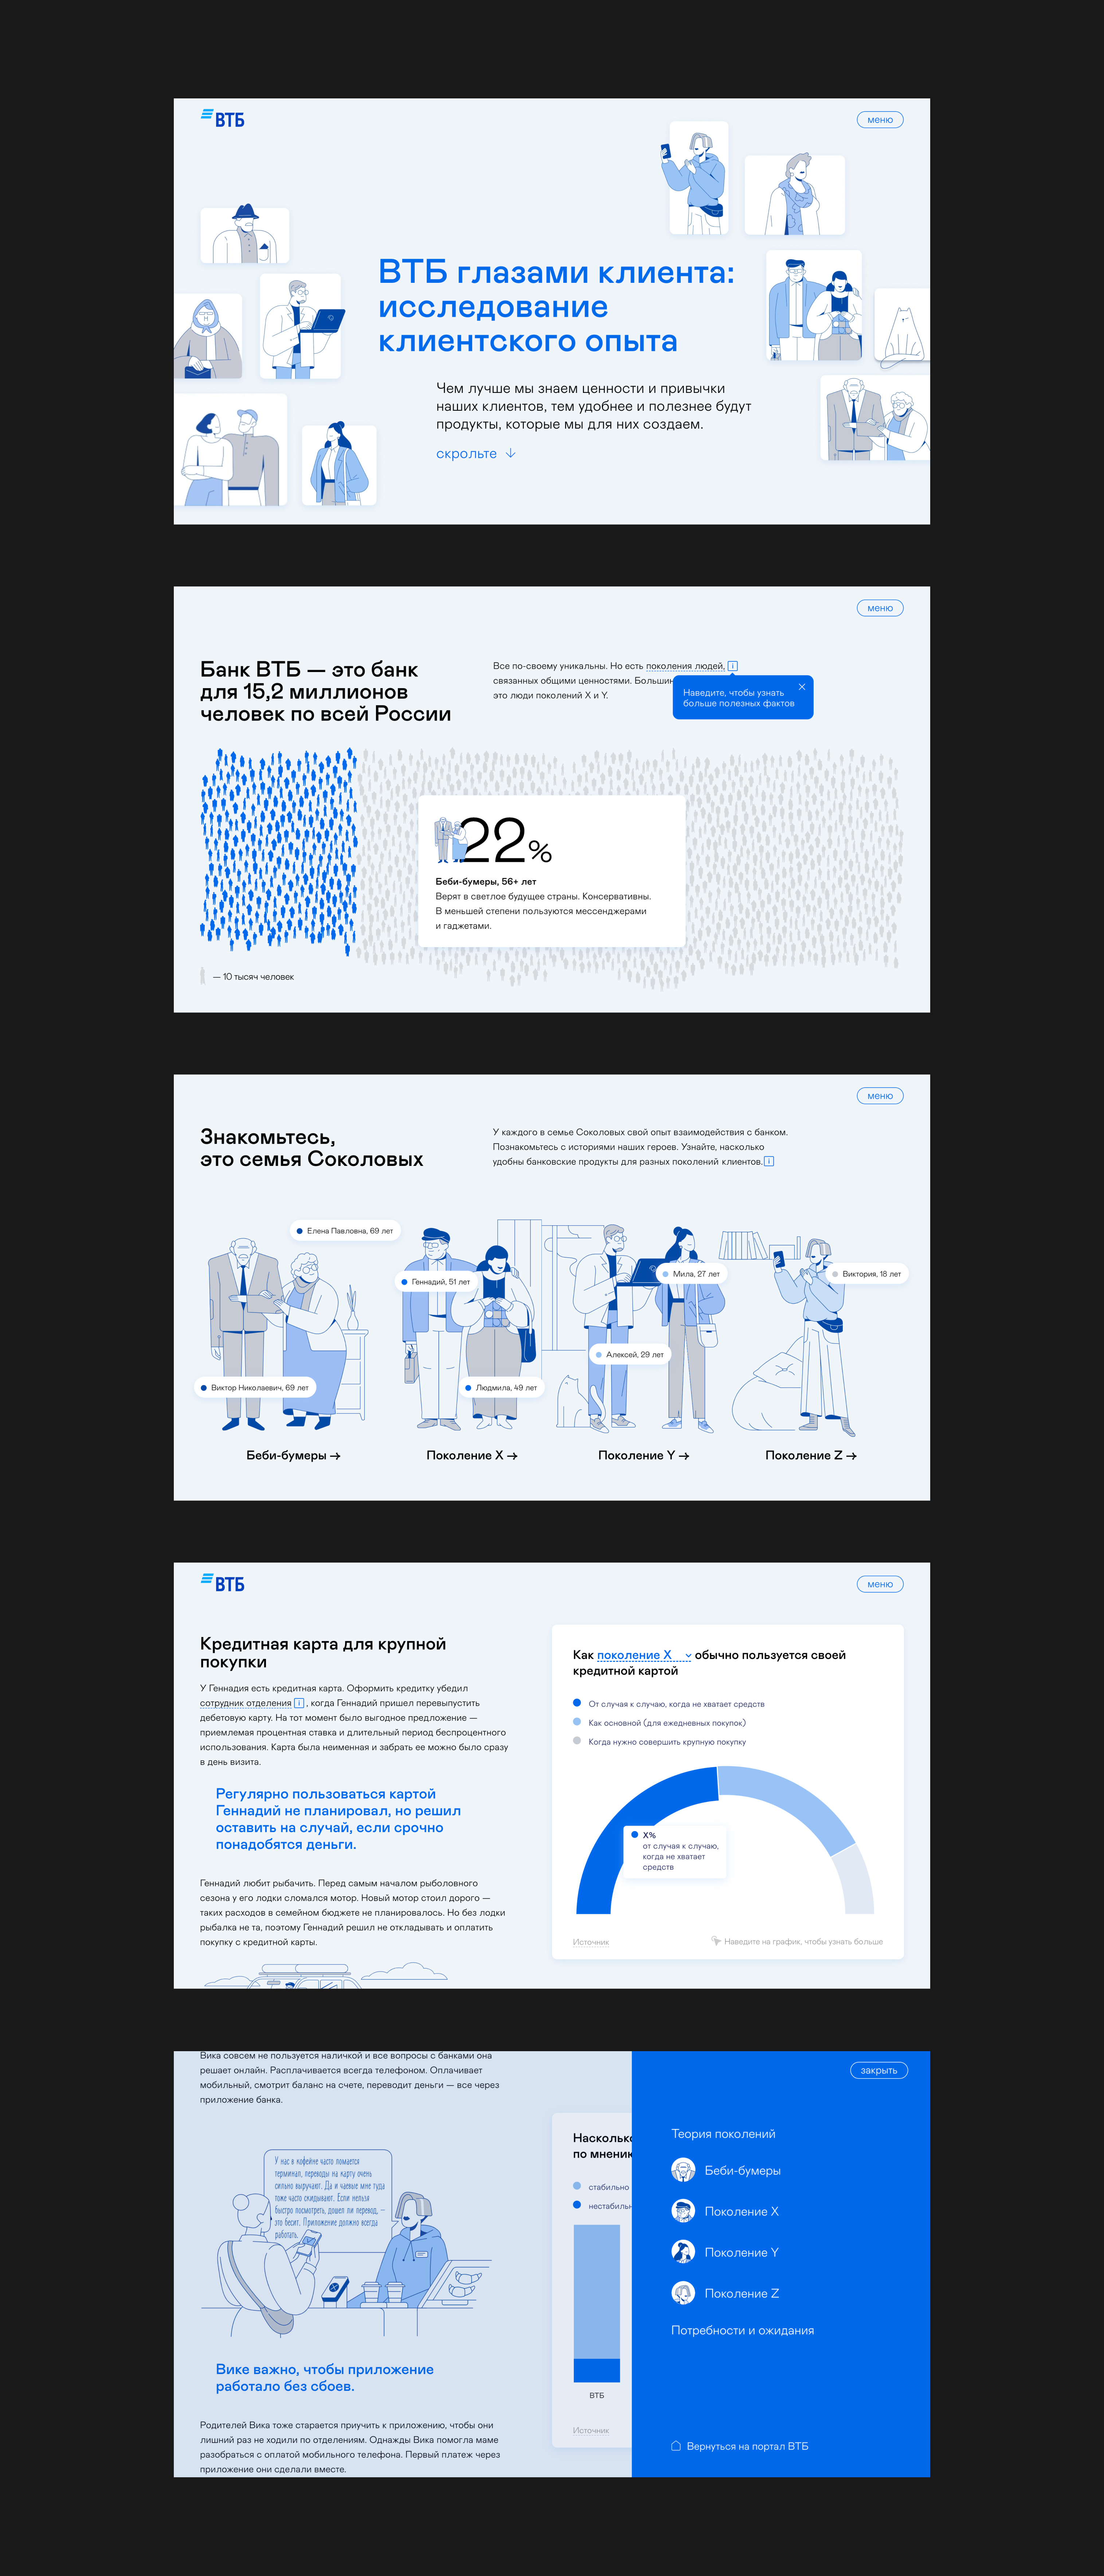 ВТБ
меню
ВТБ глазами клиента:
исследование
клиентского опыта
Чем лучше мы знаем ценности и привычки
наших клиентов, тем удобнее и полезнее будут
продукты, которые мы для них создаем.
скрольте
меню
Банк ВТБ — это банк
для 15,2 миллионов
человек по всей России
Все по-своему уникальны. Но есть поколения людей,
связанных общими ценностями. Большин
это люди поколений X и Y.
Наведите, чтобы узнать
больше полезных фактов
22%
Беби-бумеры, 56+ лет
Верят в светлое будущее страны. Консервативны.
В меньшей степени пользуются мессенджерами
и гаджетами.
— 10 тысяч человек
меню
Знакомьтесь,
это семья Соколовых
У каждого в семье Соколовых свой опыт взаимодействия с банком.
Познакомьтесь с историями наших героев. Узнайте, насколько
удобны банковские продукты для разных поколений клиентов.
Елена Павловна, 69 лет
Геннадий, 51 лет
Мила, 27 лет
Виктория, 18 лет
Алексей, 29 лет
Виктор Николаевич, 69 лет
Людмила, 49 лет
Беби-бумеры →
Поколение X →
Поколение Y →
Поколение Z →
ВТБ
меню
Кредитная карта для крупной
покупки
У Геннадия есть кредитная карта. Оформить кредитку убедил
сотрудник отделения i , когда Геннадий пришел перевыпустить
дебетовую карту. На тот момент было выгодное предложение —
приемлемая процентная ставка и длительный период беспроцентного
использования. Карта была неименная и забрать ее можно было сразу
в день визита.
Регулярно пользоваться картой
Геннадий не планировал, но решил
оставить на случай, если срочно
понадобятся деньги.
Геннадий любит рыбачить. Перед самым началом рыболовного
сезона у его лодки сломался мотор. Новый мотор стоил дорого —
таких расходов в семейном бюджете не планировалось. Но без лодки
рыбалка не та, поэтому Геннадий решил не откладывать и оплатить
покупку с кредитной карты.
Как поколение X обычно пользуется своей
кредитной картой
От случая к случаю, когда не хватает средств
Как основной (для ежедневных покупок)
Когда нужно совершить крупную покупку
X%
от случая к случаю,
когда не хватает
средств
Источник
Наведите на график, чтобы узнать больше
Вика совсем не пользуется наличкой и все вопросы с банками она
решает онлайн. Расплачивается всегда телефоном. Оплачивает
мобильный, смотрит баланс на счете, переводит деньги — все через
приложение банка.
У нас в кофейне часто ломается
терминал, переводы на карту очень
сильно выручают. Да и чаевые мне туда
тоже часто скидывают. Если нельзя
быстро посмотреть, дошел ли перевод, —
это бесит. Приложение должно всегда
работать.
Вике важно, чтобы приложение
работало без сбоев.
Родителей Вика тоже старается приучить к приложению, чтобы они
лишний раз не ходили по отделениям. Однажды Вика помогла маме
разобраться с оплатой мобильного телефона. Первый платеж через
приложение они сделали вместе.
Наскольк
по мнени
стабильно
нестабильн
ВТБ
Источник
закрыть
Теория поколений
Беби-бумеры
Поколение X
Поколение Y
Поколение Z
Потребности и ожидания
Вернуться на портал ВТБ